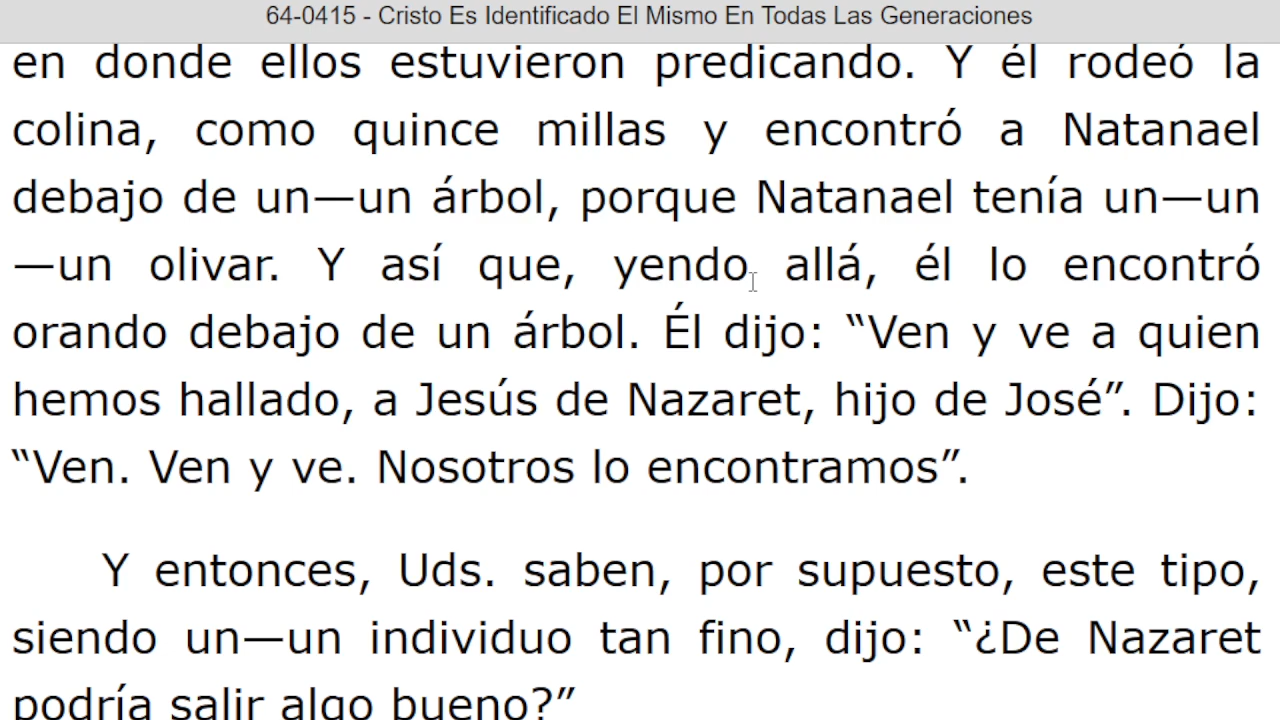 64-0415 - Cristo Es Identificado El Mismo En Todas Las Generaciones
en donde ellos estuvieron predicando. Y él rodeó la
colina, como quince millas y encontró a Natanael
debajo de un—un árbol, porque Natanael tenía un—un
—un olivar. Y así que, yendo allá, él lo encontró
orando debajo de un árbol. Él dijo: “Ven y ve a quien
hemos hallado, a Jesús de Nazaret, hijo de José”. Dijo:
“Ven. Ven y ve. Nosotros lo encontramos”.
Y entonces, Uds. saben, por supuesto, este tipo,
siendo un—un individuo tan fino, dijo: “¿De Nazaret
podría salir algo bueno?”